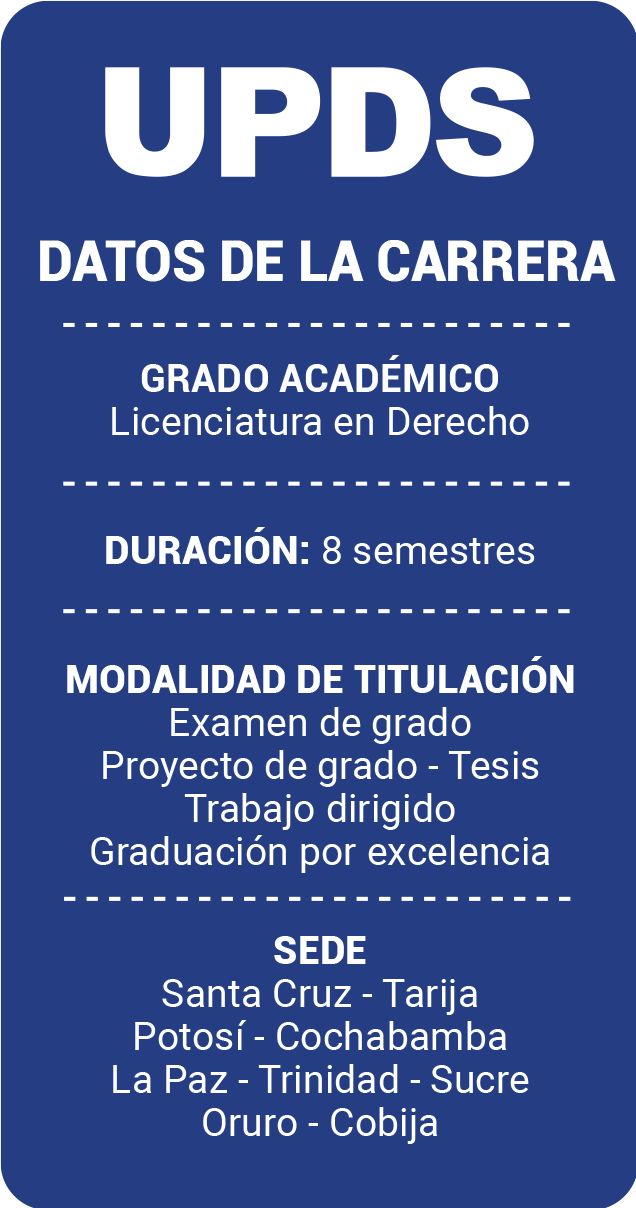 UPDS
DATOS DE LA CARRERA
GRADO ACADÉMICO
Licenciatura en Derecho
DURACIÓN: 8 semestres
MODALIDAD DE TITULACIÓN
Examen de grado
Proyecto de grado - Tesis
Trabajo dirigido
Graduación por excelencia
SEDE
Santa Cruz - Tarija
Potosí - Cochabamba
La Paz - Trinidad - Sucre
Oruro - Cobija